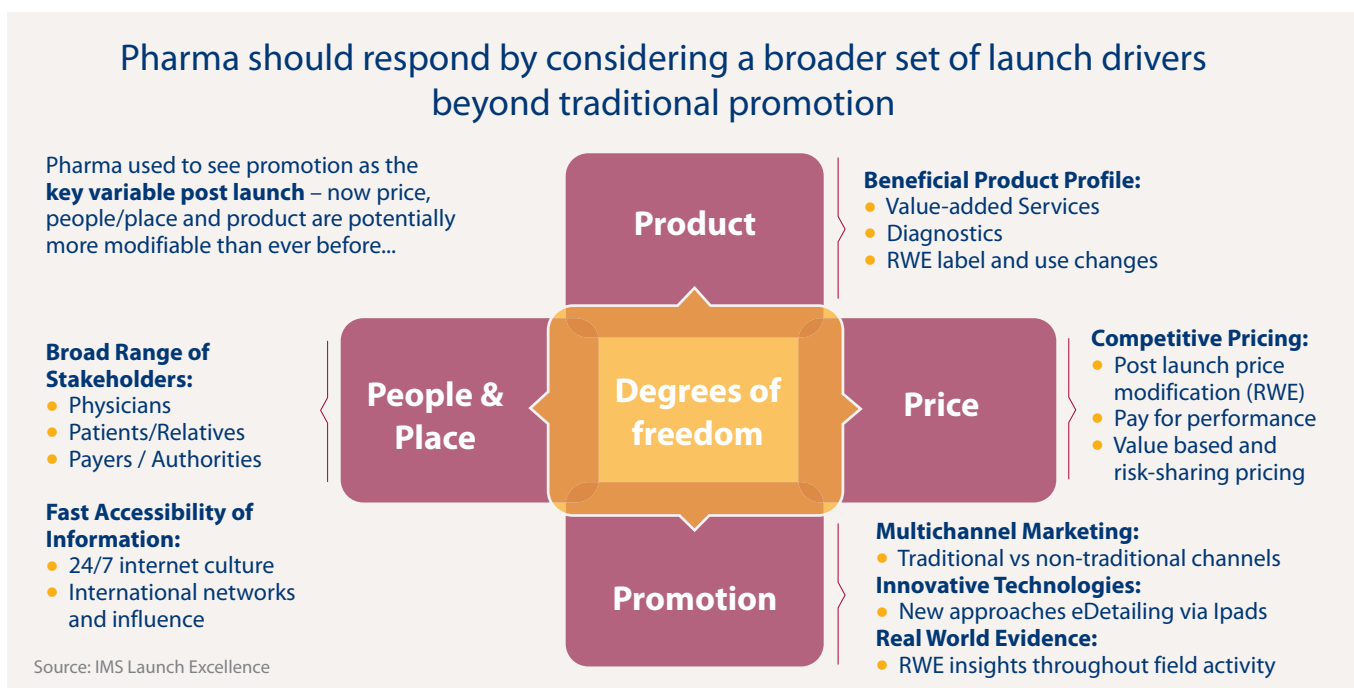 Pharma should respond by considering a broader set of launch drivers
beyond traditional promotion
Pharma used to see promotion as the
key variable post launch – now price,
people/place and product are potentially
more modifiable than ever before...
Product
Beneficial Product Profile:
• Value-added Services
• Diagnostics
• RWE label and use changes
Broad Range of
Stakeholders:
• Physicians
• Patients/Relatives
• Payers / Authorities
Fast Accessibility of
Information:
• 24/7 internet culture
• International networks
and influence
People &
Place
Degrees of
freedom
Price
Competitive Pricing:
• Post launch price
modification (RWE)
• Pay for performance
• Value based and
risk-sharing pricing
Promotion
Multichannel Marketing:
• Traditional vs non-traditional channels
Innovative Technologies:
• New approaches eDetailing via Ipads
Real World Evidence:
• RWE insights throughout field activity
Source: IMS Launch Excellence